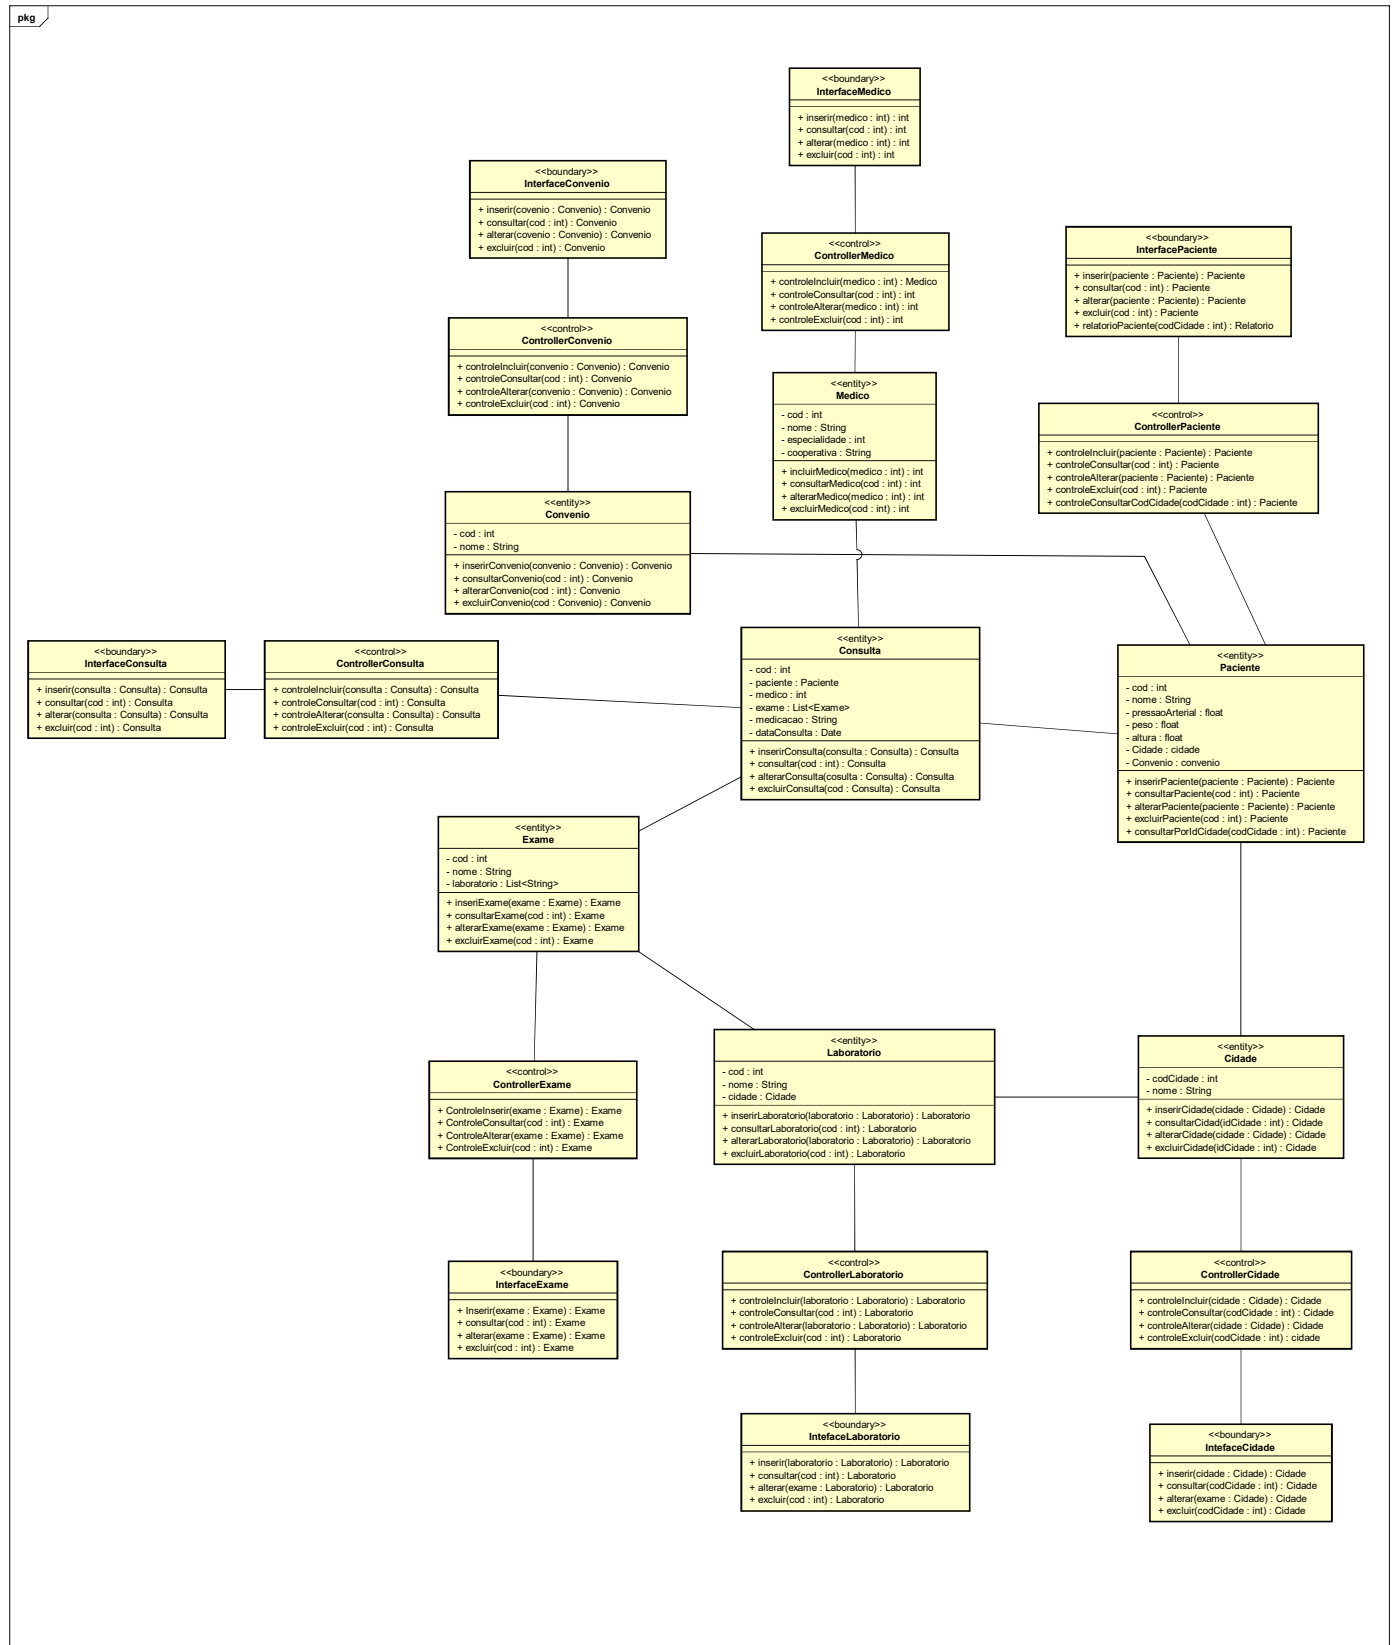 pkg
<<boundary>>
InterfaceMedico
+ inserir(medico : int) : int
+ consultar(cod : int) : int
+ alterar(medico : int) : int
+ excluir(cod : int) : int
<<boundary>>
InterfaceConvenio
+ inserir(covenio : Convenio) : Convenio
+ consultar(cod : int) : Convenio
+ alterar(covenio : Convenio) : Convenio
+ excluir(cod : int) : Convenio
<<control>>
ControllerMedico
+ controleIncluir(medico : int) : Medico
+ controleConsultar(cod : int) : int
+ controleAlterar(medico : int) : int
+ controleExcluir(cod : int) : int
<<boundary>>
InterfacePaciente
+ inserir(paciente : Paciente) : Paciente
+ consultar(cod : int) : Paciente
+ alterar(paciente : Paciente) : Paciente
+ excluir(cod : int) : Paciente
+ relatorioPaciente(codCidade : int) : Relatorio
<<control>>
ControllerConvenio
+ controleIncluir(convenio : Convenio) : Convenio
+ controleConsultar(cod : int) : Convenio
+ controleAlterar(convenio : Convenio) : Convenio
+ controleExcluir(cod : int) : Convenio
<<entity>>
Medico
- cod : int
- nome : String
- especialidade : int
- cooperativa : String
+ incluirMedico(medico : int) : int
+ consultarMedico(cod : int) : int
+ alterarMedico(medico : int) : int
+ excluirMedico(cod : int) : int
<<control>>
ControllerPaciente
+ controleIncluir(paciente : Paciente) : Paciente
+ controleConsultar(cod : int) : Paciente
+ controleAlterar(paciente : Paciente) : Paciente
+ controleExcluir(cod : int) : Paciente
+ controleConsultarCodCidade(codCidade : int) : Paciente
<<entity>>
Convenio
- cod : int
- nome : String
+ inserirConvenio(convenio : Convenio) : Convenio
+ consultarConvenio(cod : int) : Convenio
+ alterarConvenio(cod : int) : Convenio
+ excluirConvenio(cod : Convenio) : Convenio
<<boundary>>
InterfaceConsulta
+ inserir(consulta : Consulta) : Consulta
+ consultar(cod : int) : Consulta
+ alterar(consulta : Consulta) : Consulta
+ excluir(cod : int) : Consulta
<<control>>
ControllerConsulta
+ controleIncluir(consulta : Consulta) : Consulta
+ controleConsultar(cod : int) : Consulta
+ controleAlterar(consulta : Consulta) : Consulta
+ controleExcluir(cod : int) : Consulta
<<entity>>
Consulta
- cod : int
- paciente : Paciente
- medico : int
- exame : List<Exame>
- medicacao : String
- dataConsulta : Date
+ inserirConsulta(consulta : Consulta) : Consulta
+ consultar(cod : int) : Consulta
+ alterarConsulta(cosulta : Consulta) : Consulta
+ excluirConsulta(cod : Consulta) : Consulta
<<entity>>
Paciente
- cod : int
- nome : String
- pressaoArterial : float
- peso : float
- altura : float
- Cidade : cidade
- Convenio : convenio
+ inserirPaciente(paciente : Paciente) : Paciente
+ consultarPaciente(cod : int) : Paciente
+ alterarPaciente(paciente : Paciente) : Paciente
+ excluirPaciente(cod : int) : Paciente
+ consultarPorIdCidade(codCidade : int) : Paciente
<<entity>>
Exame
- cod : int
- nome : String
- laboratorio : List<String>
+ inseriExame(exame : Exame) : Exame
+ consultarExame(cod : int) : Exame
+ alterarExame(exame : Exame) : Exame
+ excluirExame(cod : int) : Exame
<<entity>>
Laboratorio
- cod : int
- nome : String
- cidade : Cidade
+ inserirLaboratorio(laboratorio : Laboratorio) : Laboratorio
+ consultarLaboratorio(cod : int) : Laboratorio
+ alterarLaboratorio(laboratorio : Laboratorio) : Laboratorio
+ excluirLaboratorio(cod : int) : Laboratorio
<<entity>>
Cidade
- codCidade : int
- nome : String
+ inserirCidade(cidade : Cidade) : Cidade
+ consultarCidad(idCidade : int) : Cidade
+ alterarCidade(cidade : Cidade) : Cidade
+ excluirCidade(idCidade : int) : Cidade
<<control>>
ControllerExame
+ ControleInserir(exame : Exame) : Exame
+ ControleConsultar(cod : int) : Exame
+ ControleAlterar(exame : Exame) : Exame
+ ControleExcluir(cod : int) : Exame
<<boundary>>
InterfaceExame
+ Inserir(exame : Exame) : Exame
+ consultar(cod : int) : Exame
+ alterar(exame : Exame) : Exame
+ excluir(cod : int) : Exame
<<control>>
ControllerLaboratorio
+ controleIncluir(laboratorio : Laboratorio) : Laboratorio
+ controleConsultar(cod : int) : Laboratorio
+ controleAlterar(laboratorio : Laboratorio) : Laboratorio
+ controleExcluir(cod : int) : Laboratorio
<<control>>
ControllerCidade
+ controleIncluir(cidade : Cidade) : Cidade
+ controleConsultar(codCidade : int) : Cidade
+ controleAlterar(cidade : Cidade) : Cidade
+ controleExcluir(codCidade : int) : cidade
<<boundary>>
IntefaceLaboratorio
+ inserir(laboratorio : Laboratorio) : Laboratorio
+ consultar(cod : int) : Laboratorio
+ alterar(exame : Laboratorio) : Laboratorio
+ excluir(cod : int) : Laboratorio
<<boundary>>
IntefaceCidade
+ inserir(cidade : Cidade) : Cidade
+ consultar(codCidade : int) : Cidade
+ alterar(exame : Cidade) : Cidade
+ excluir(codCidade : int) : Cidade